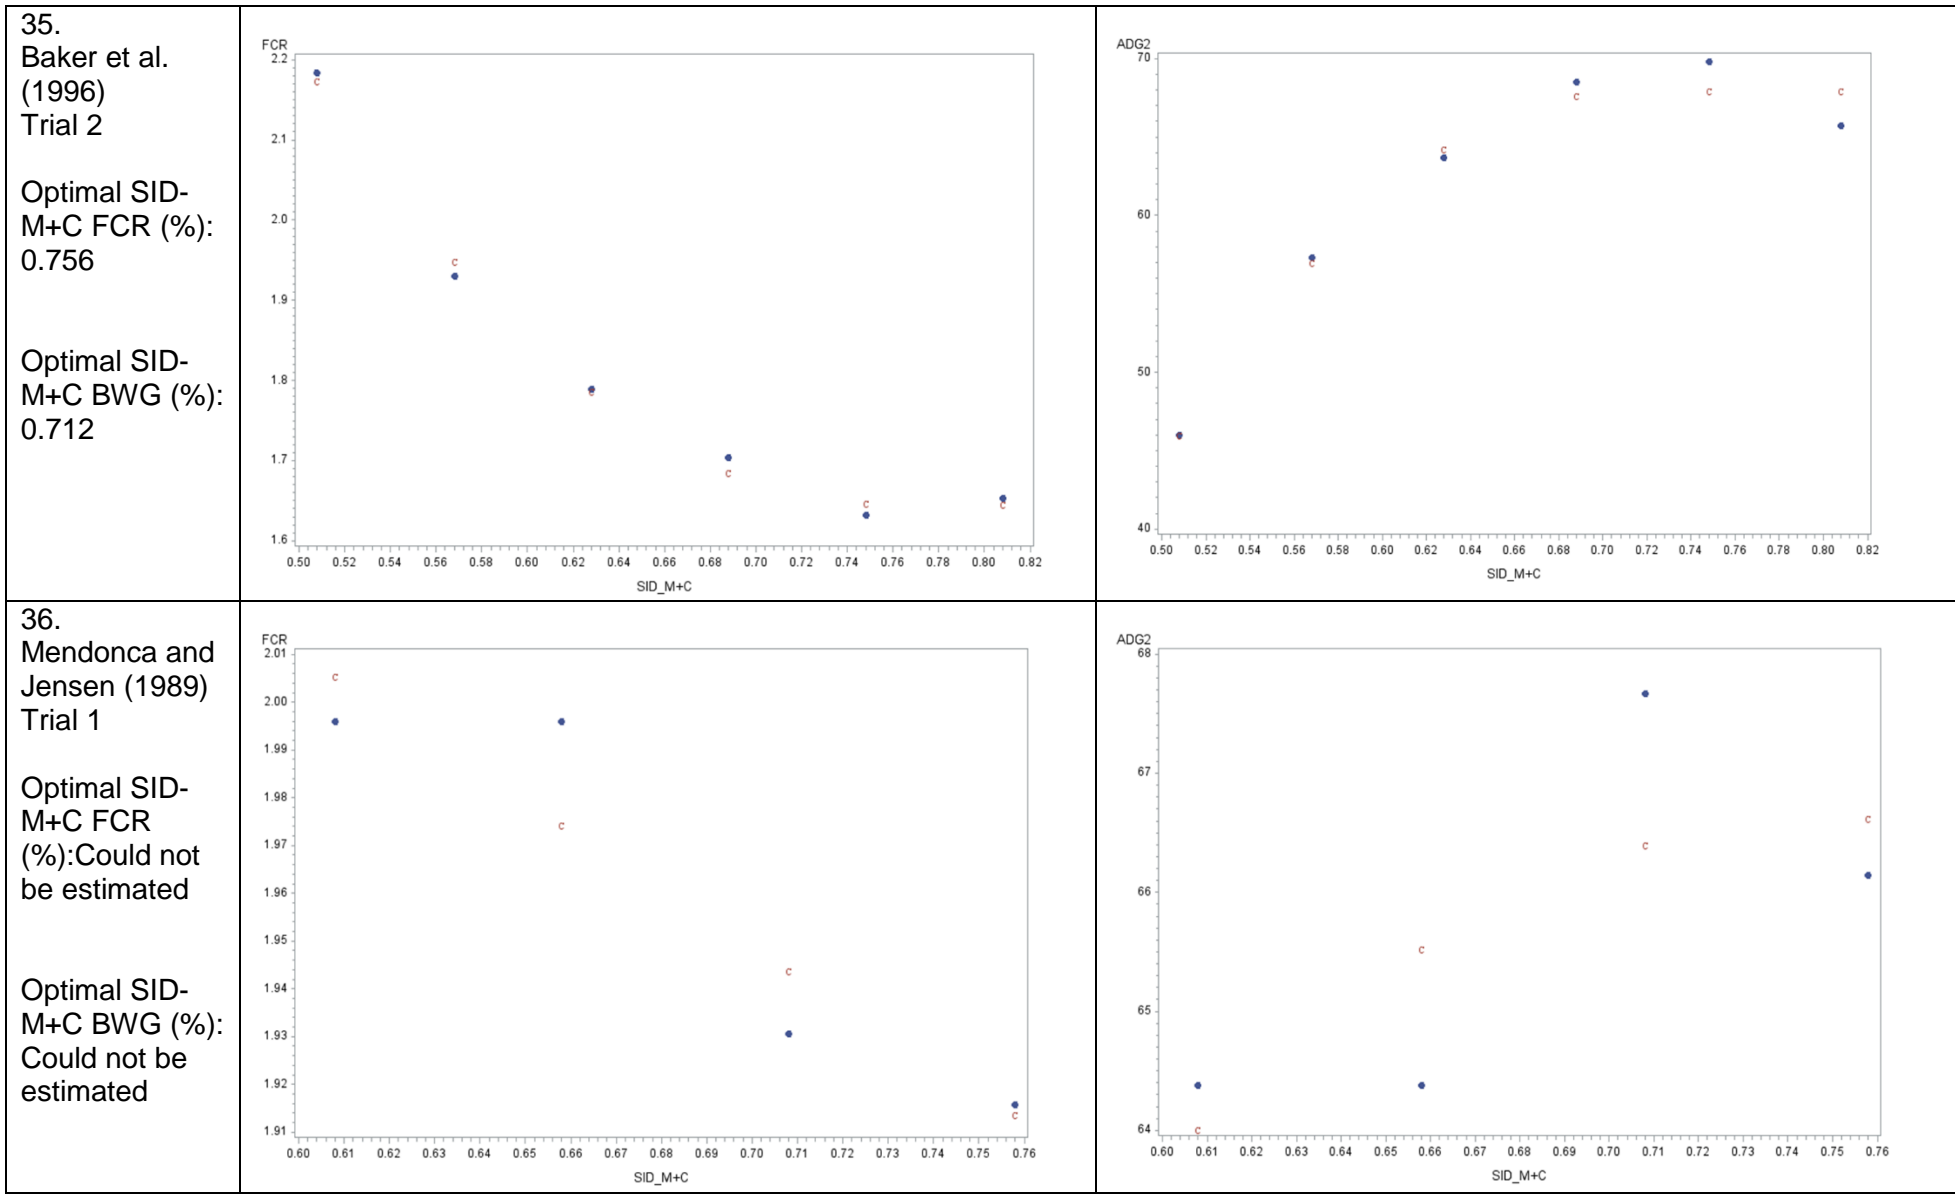 35.
Baker et al.
(1996)
Trial 2
Optimal SID-
M+C FCR (%):
0.756
Optimal SID-
M+C BWG (%):
0.712
FCR
2.2
2.1
2.0
1.9
1.8
1.7
1.6
0.50 0.52 0.54 0.56 0.58 0.60 0.62 0.64 0.66 0.68 0.70 0.72 0.74 0.76 0.78 0.80 0.82
SID_M+C
ADG2
70
60
50
40
0.50 0.52 0.54 0.56 0.58 0.60 0.62 0.64 0.66 0.68 0.70 0.72 0.74 0.76 0.78 0.80 0.82
SID_M+C
36.
Mendonca and
Jensen (1989)
Trial 1
Optimal SID-
M+C FCR
(%):Could not
be estimated
Optimal SID-
M+C BWG (%):
Could not be
estimated
FCR
2.01
2.00
1.99
1.98
1.97
1.96
1.95
1.94
1.93
1.92
1.91
0.60 0.61 0.62 0.63 0.64 0.65 0.66 0.67 0.68 0.69 0.70 0.71 0.72 0.73 0.74 0.75 0.76
SID_M+C
ADG2
68
67
66
65
64
0.60 0.61 0.62 0.63 0.64 0.65 0.66 0.67 0.68 0.69 0.70 0.71 0.72 0.73 0.74 0.75 0.76
SID_M+C